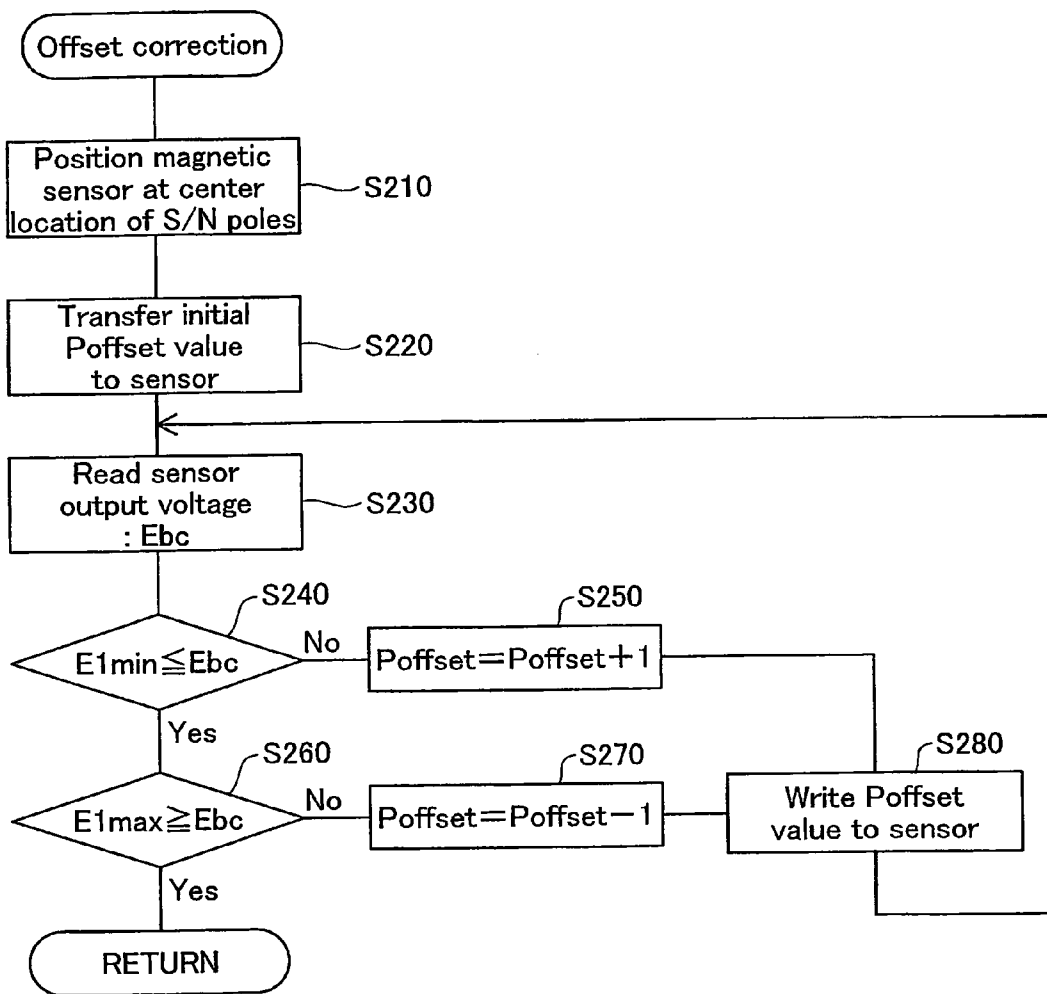 Offset correction
Position magnetic
sensor at center
location of S/N poles
S210
Transfer initial
Poffset value
to sensor
S220
Read sensor
output voltage
: Ebc
S230
S240
E1min≦Ebc
No
S250
Poffset=Poffset+1
Yes
S260
E1max≧Ebc
No
S270
Poffset=Poffset−1
S280
Write Poffset
value to sensor
Yes
RETURN